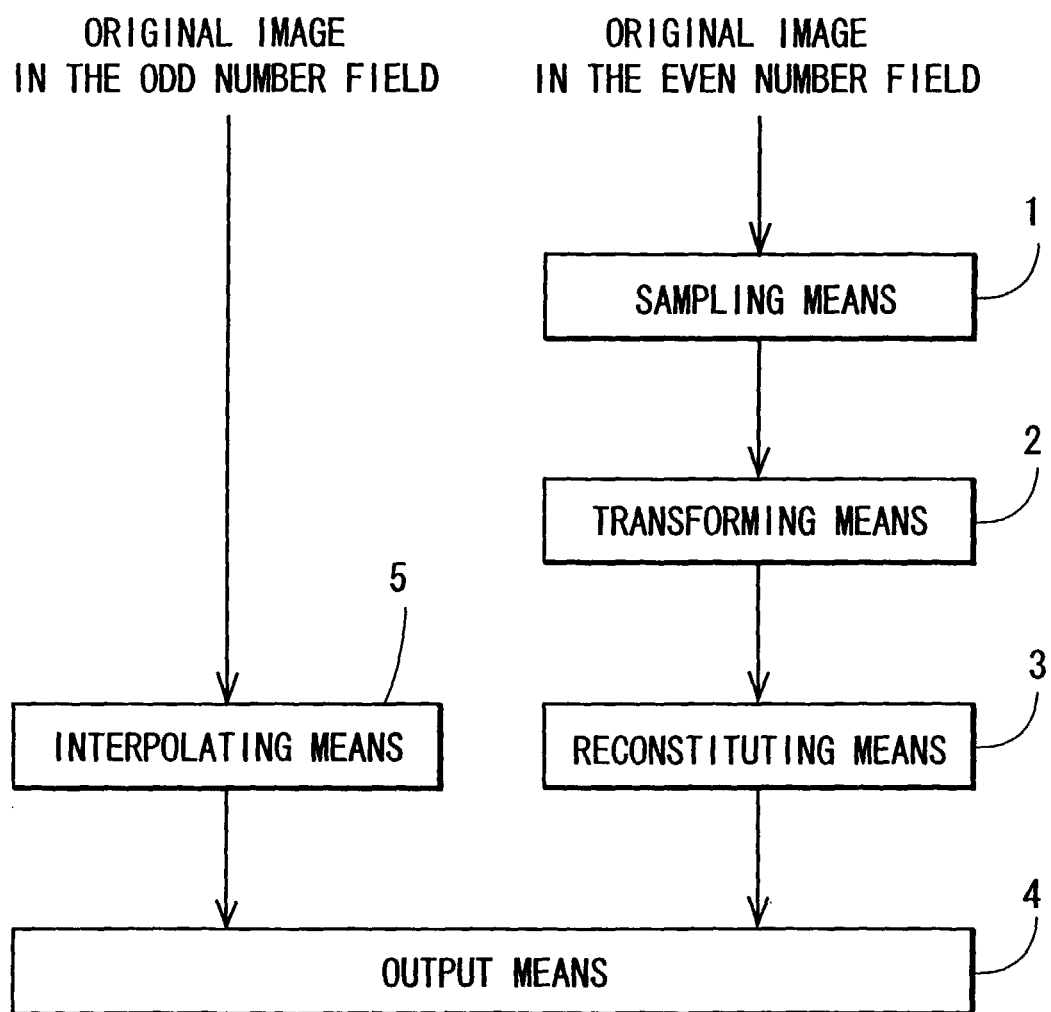 ORIGINAL IMAGE
IN THE ODD NUMBER FIELD
ORIGINAL IMAGE
IN THE EVEN NUMBER FIELD
1
SAMPLING MEANS
2
TRANSFORMING MEANS
5
INTERPOLATING MEANS
3
RECONSTITUTING MEANS
4
OUTPUT MEANS